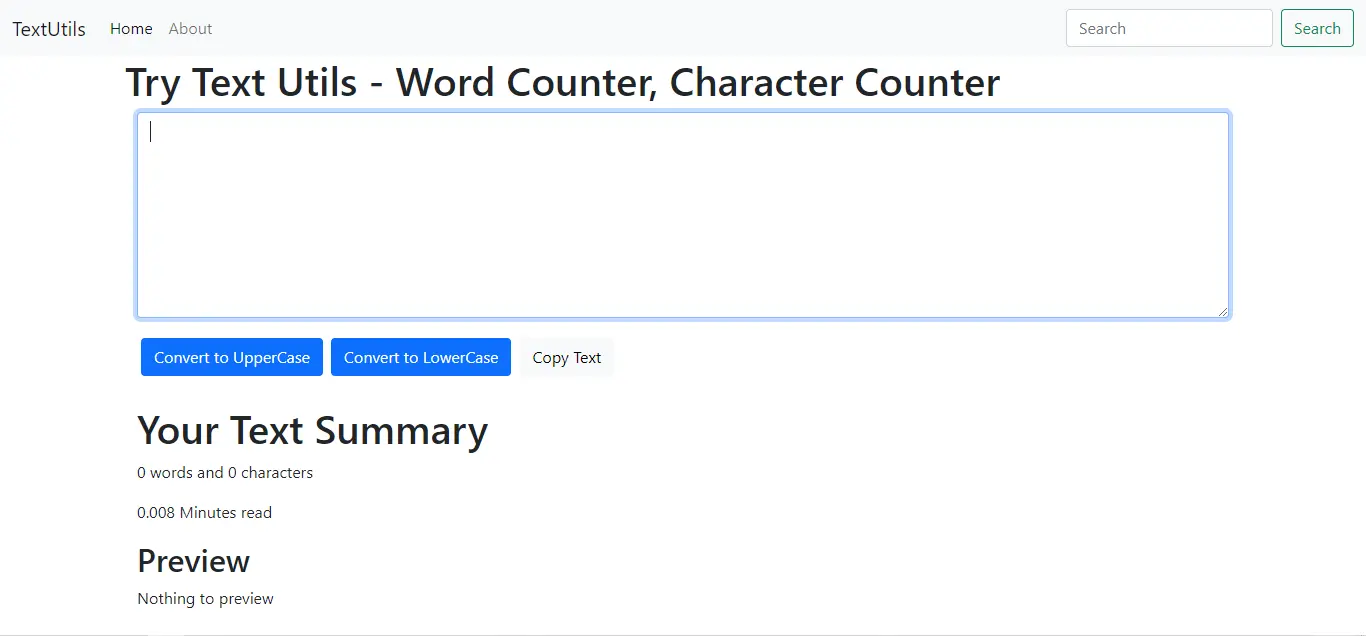 TextUtils Home About Search Search
Try Text Utils - Word Counter, Character Counter
Convert to UpperCase Convert to LowerCase Copy Text
Your Text Summary
0 words and 0 characters
0.008 Minutes read
Preview
Nothing to preview